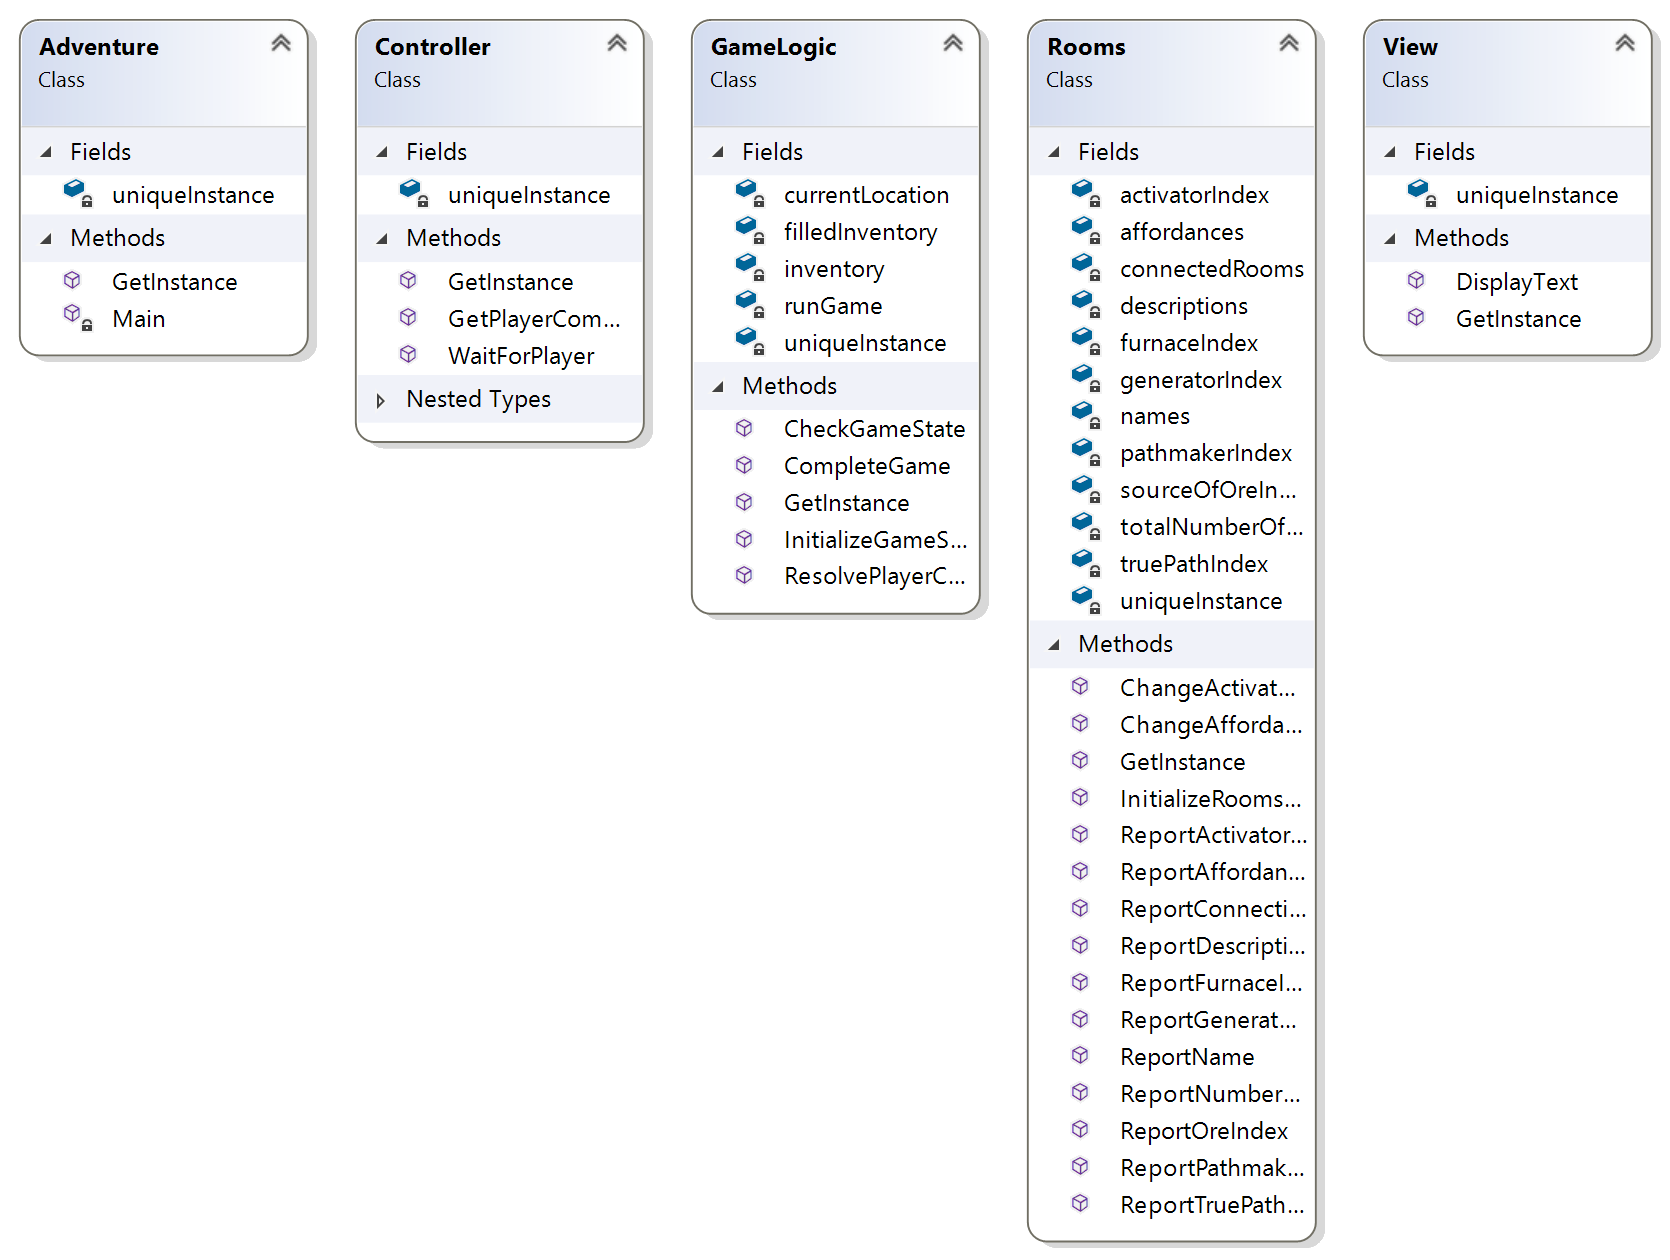 Adventure
Class
Fields
uniqueInstance
Methods
GetInstance
Main
Controller
Class
Fields
uniqueInstance
Methods
GetInstance
GetPlayerCom...
WaitForPlayer
Nested Types
GameLogic
Class
Fields
currentLocation
filledInventory
inventory
runGame
uniqueInstance
Methods
CheckGameState
CompleteGame
GetInstance
InitializeGameS...
ResolvePlayerC...
Rooms
Class
Fields
activatorIndex
affordances
connectedRooms
descriptions
furnaceIndex
generatorIndex
names
pathmakerIndex
sourceOfOreIn...
totalNumberOf...
truePathIndex
uniqueInstance
Methods
ChangeActivat...
ChangeAfforda...
GetInstance
InitializeRooms...
ReportActivator...
ReportAffordan...
ReportConnecti...
ReportDescripti...
ReportFurnaceI...
ReportGenerat...
ReportName
ReportNumber...
ReportOreIndex
ReportPathmak...
ReportTruePath...
View
Class
Fields
uniqueInstance
Methods
DisplayText
GetInstance